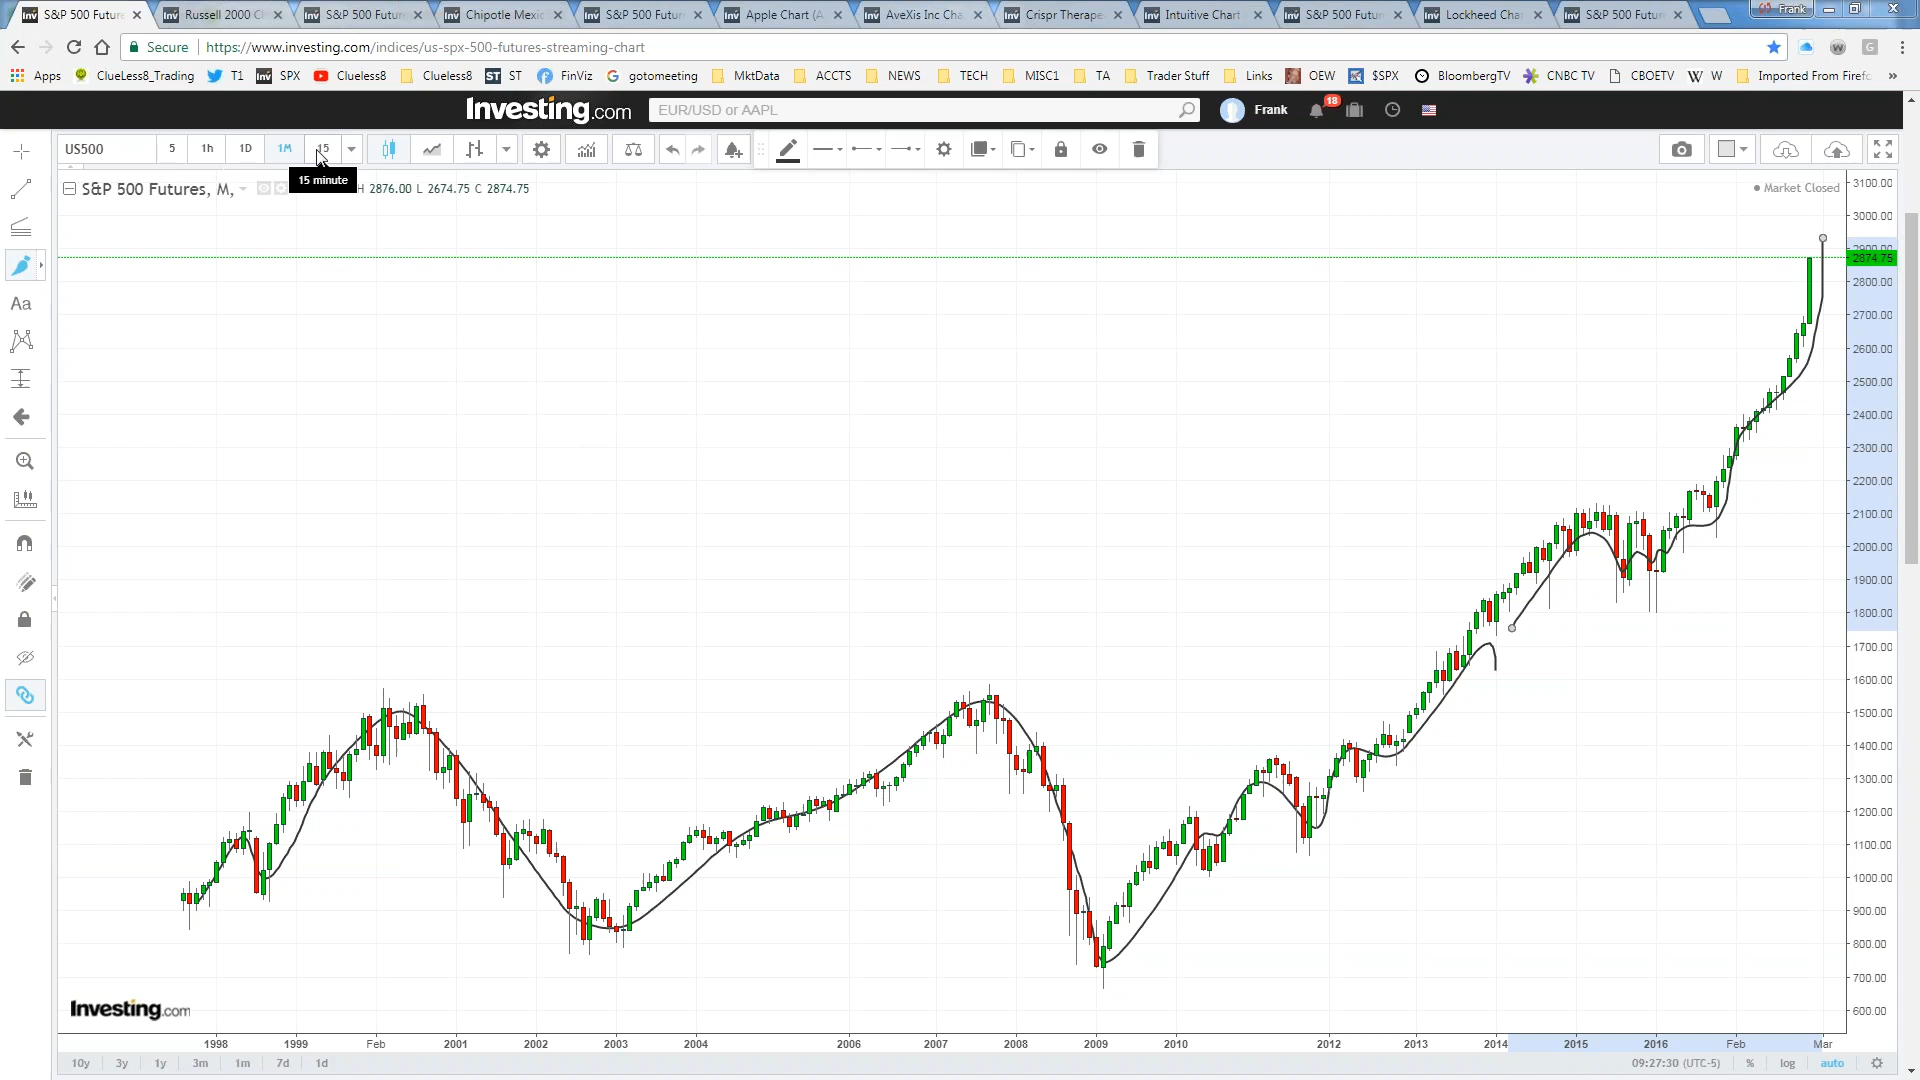 S&P 500 Future
Russell 2000 Ch
S&P 500 Futur
Chipotle Mexic
S&P 500 Futur
Apple Chart (A
AveXis Inc Cha
Crispr Therape
Intuitive Chart
S&P 500 Futur
Lockheed Char
S&P 500 Futur
Frank
Secure
https://www.investing.com/indices/us-spx-500-futures-streaming-chart
Apps ClueLess8_Trading T1 SPX Clueless8 Clueless8 ST FinViz gotomeeting MktData ACCTS NEWS TECH MISC1 TA Trader Stuff Links OEW $SPX BloombergTV CNBC TV CBOETV W Imported From Firefo »
Investing.com EUR/USD or AAPL Frank 18
US500 5 1h 1D 1M 15
15 minute
S&P 500 Futures, M, H 2876.00 L 2674.75 C 2874.75
Market Closed
Aa
3100.00
3000.00
2900.00
2874.75
2800.00
2700.00
2600.00
2500.00
2400.00
2300.00
2200.00
2100.00
2000.00
1900.00
1800.00
1700.00
1600.00
1500.00
1400.00
1300.00
1200.00
1100.00
1000.00
900.00
800.00
700.00
600.00
Investing.com
1998 1999 Feb 2001 2002 2003 2004 2006 2007 2008 2009 2010 2012 2013 2014 2015 2016 Feb Mar
10y 3y 1y 3m 1m 7d 1d 09:27:30 (UTC-5) % log auto